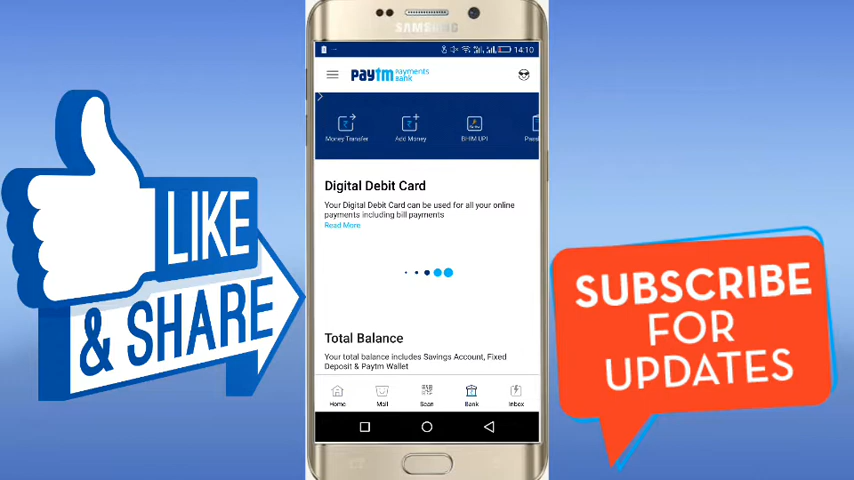 SAMSUNG
14:10
Paytm Payments Bank
Money Transfer
Add Money
BHIM UPI
Digital Debit Card
Your Digital Debit Card can be used for all your online
payments including bill payments
Read More
Total Balance
Your total balance includes Savings Account, Fixed
Deposit & Paytm Wallet
Home
Mall
Scan
Bank
Inbox
LIKE
& SHARE
SUBSCRIBE
FOR
UPDATES